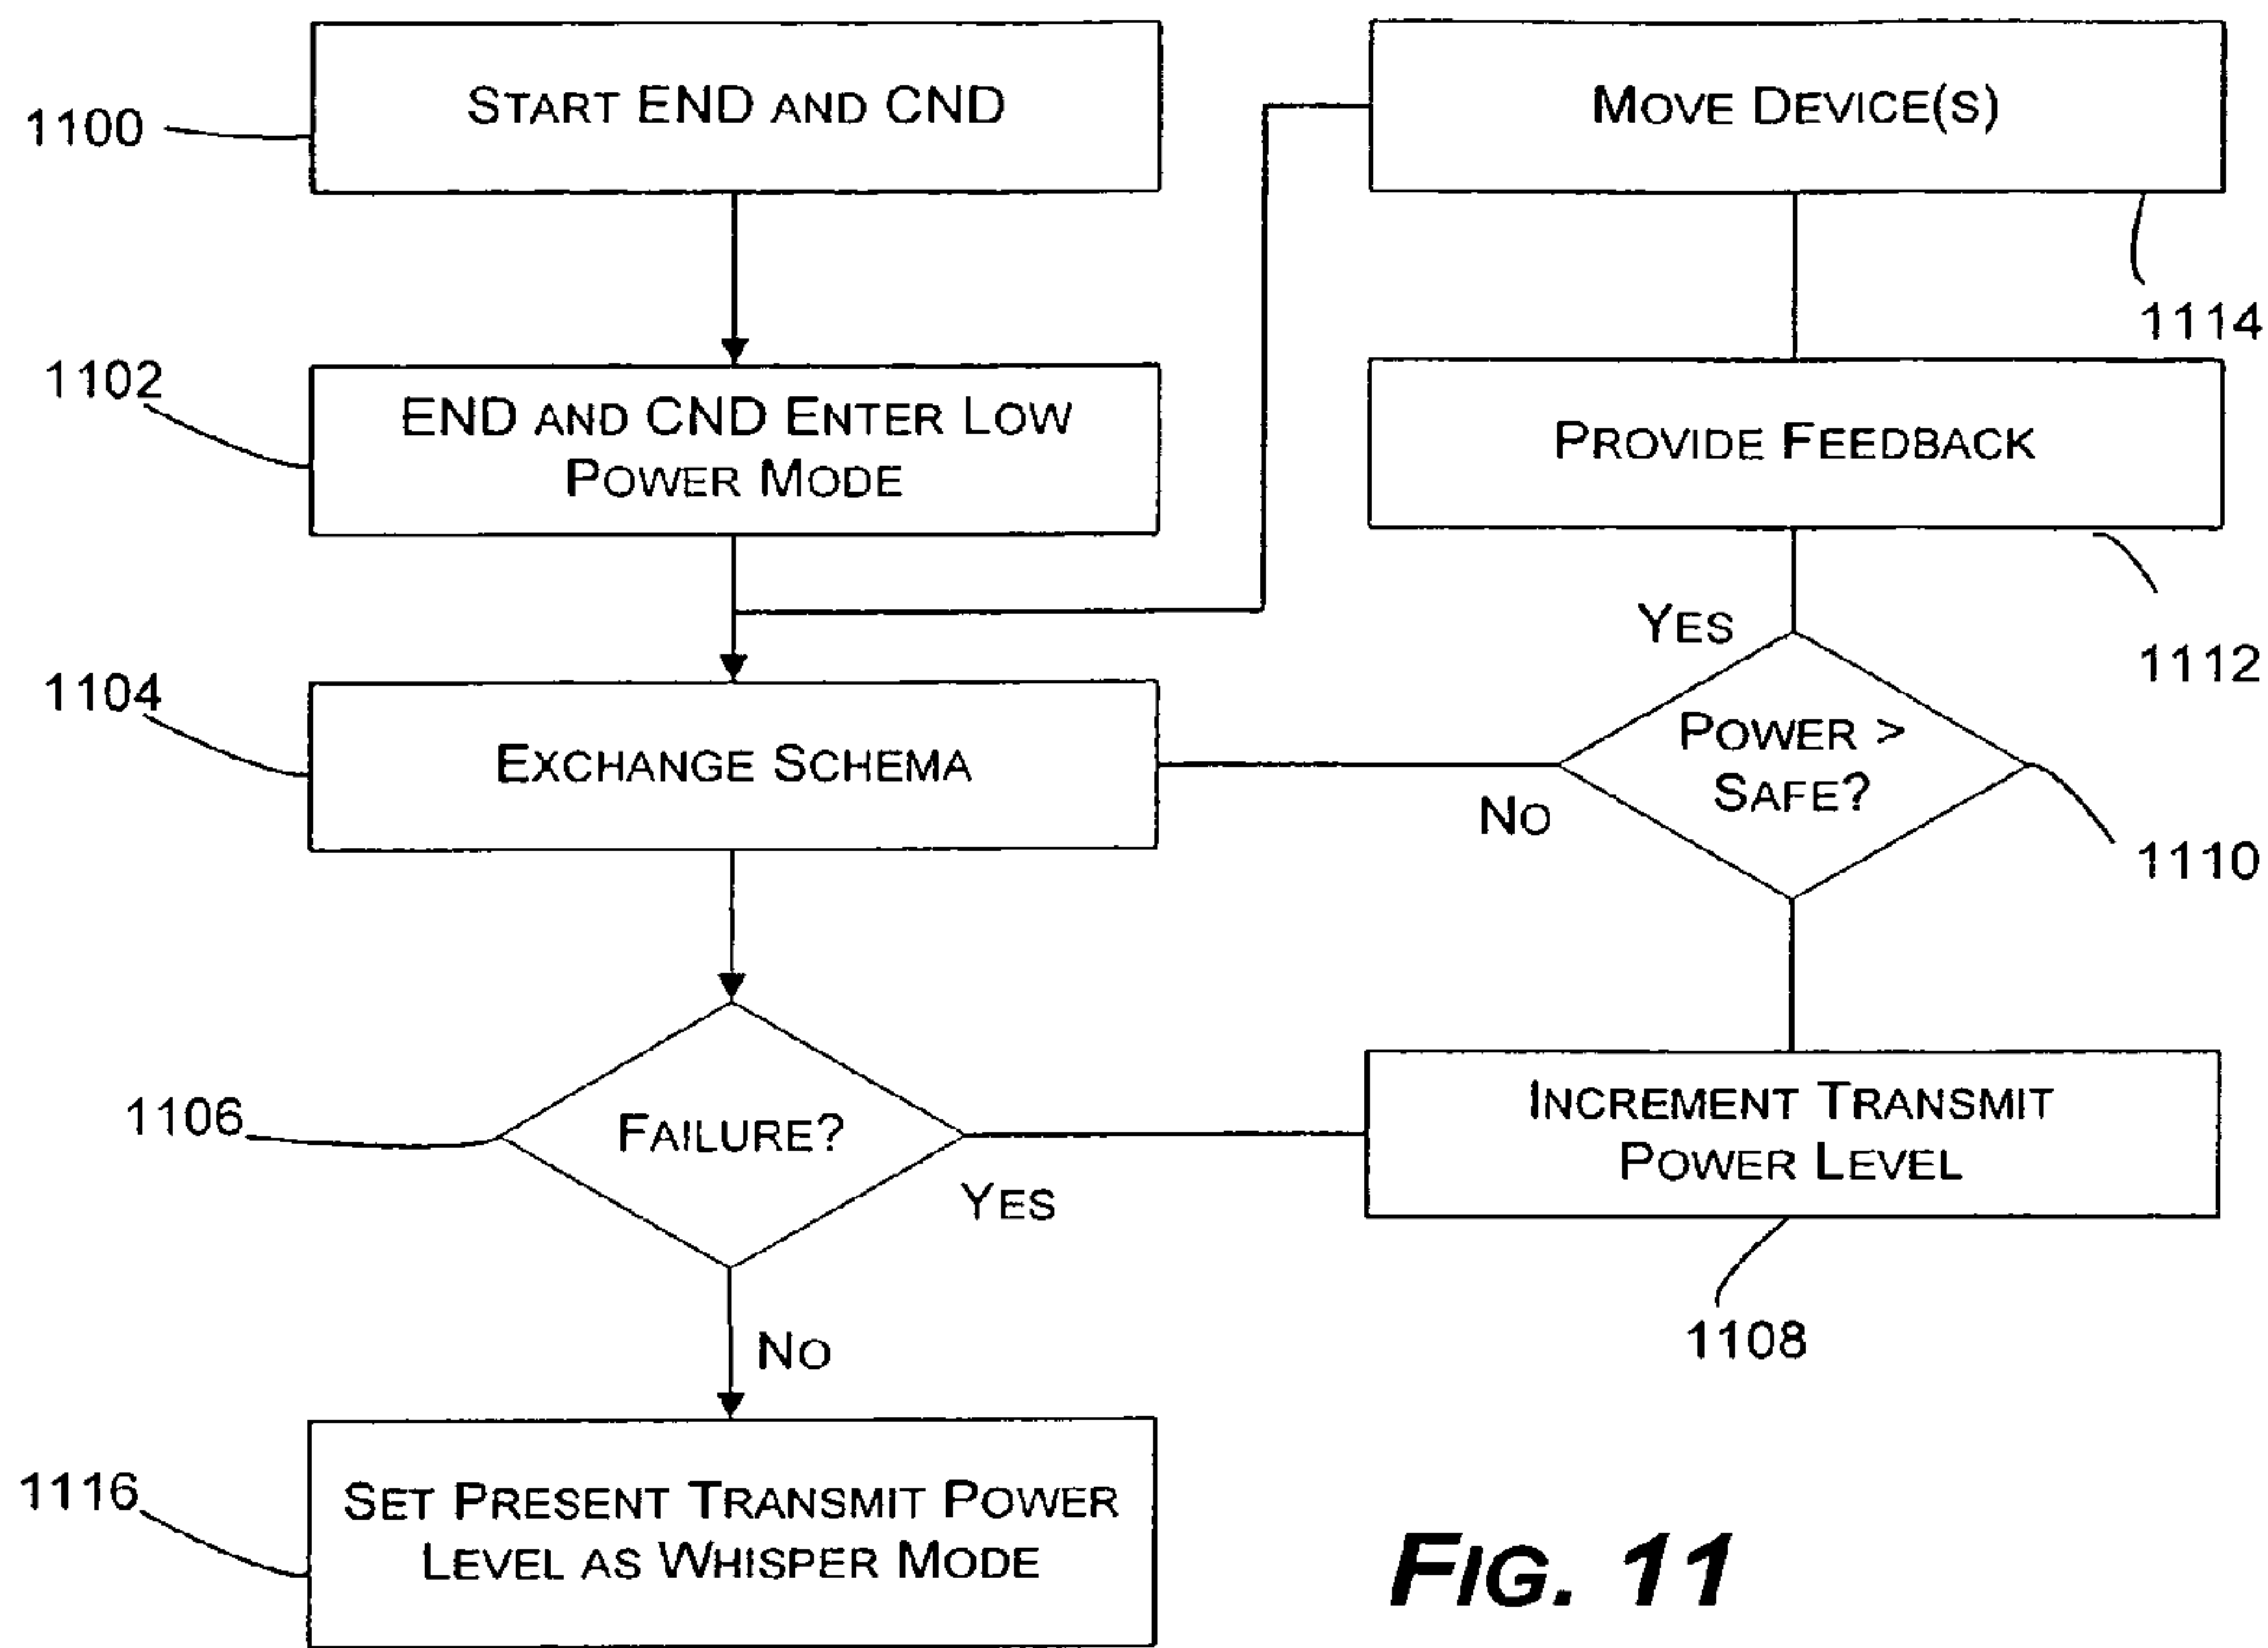 1100
START END AND CND
MOVE DEVICE(S)
1114
1102
END AND CND ENTER LOW
POWER MODE
PROVIDE FEEDBACK
1112
YES
1104
EXCHANGE SCHEMA
POWER >
SAFE?
NO
1110
1106
FAILURE?
YES
INCREMENT TRANSMIT
POWER LEVEL
1108
NO
1116
SET PRESENT TRANSMIT POWER
LEVEL AS WHISPER MODE
FIG. 11